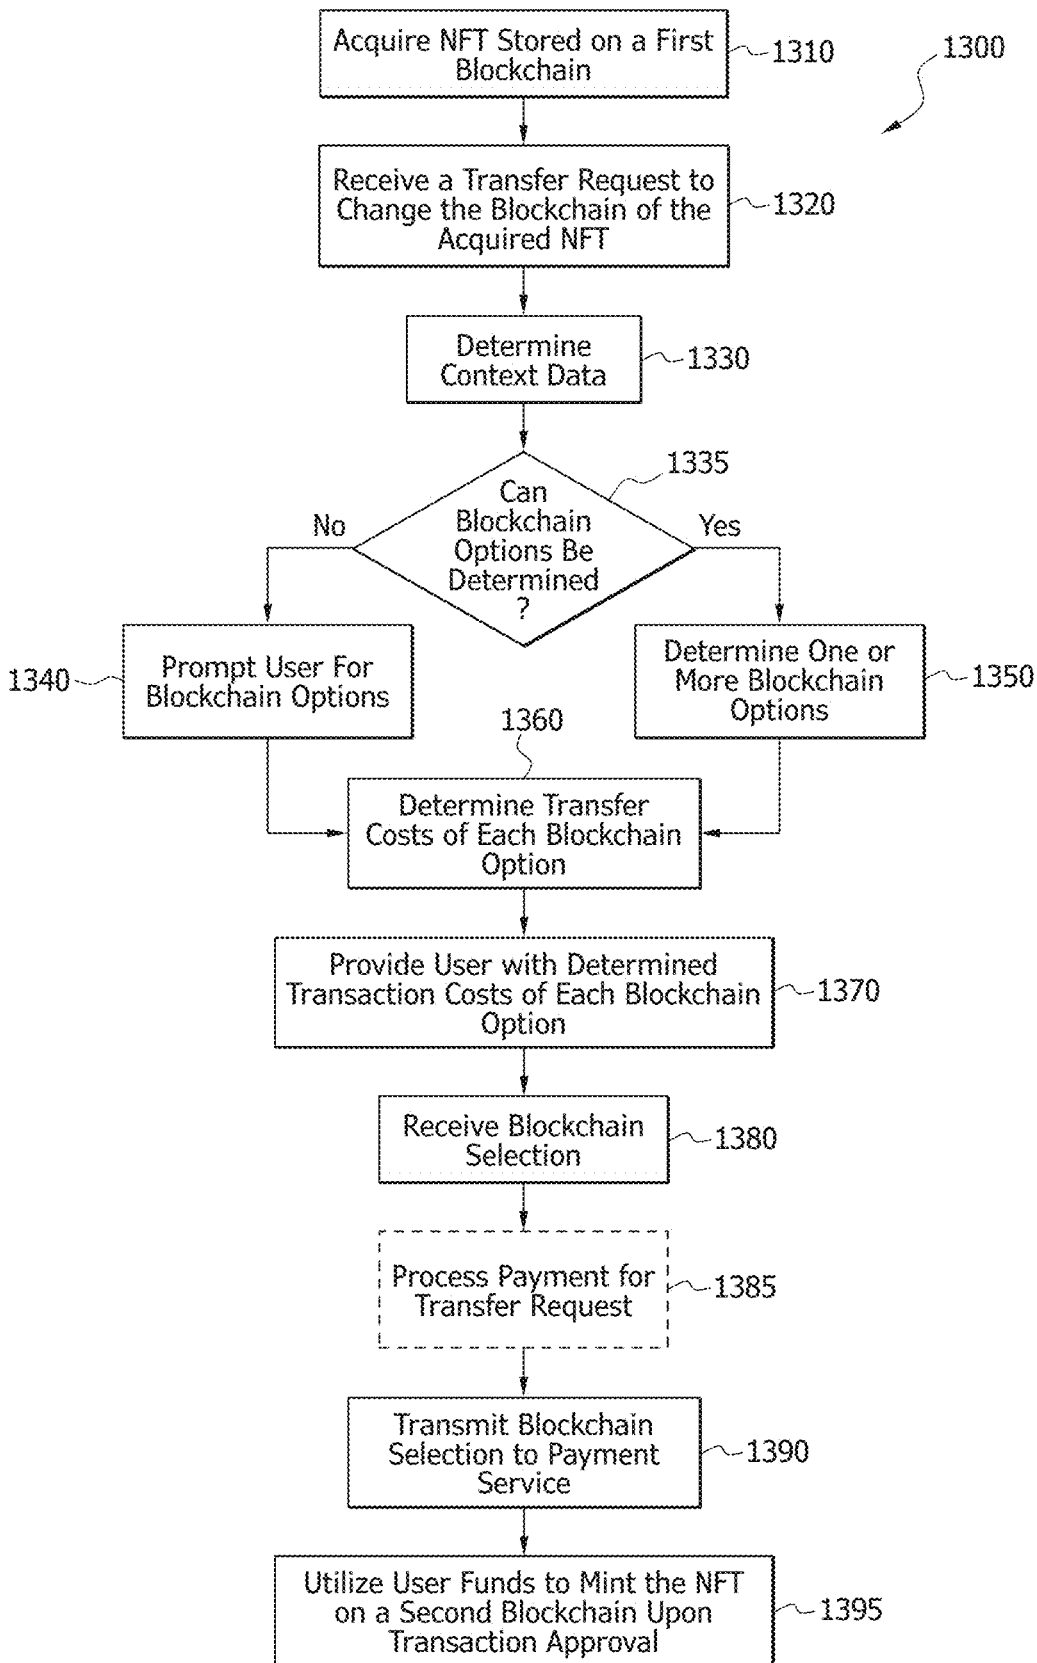 Acquire NFT Stored on a First
Blockchain
1310
1300
Receive a Transfer Request to
Change the Blockchain of the
Acquired NFT
1320
Determine
Context Data
1330
1335
Can
Blockchain
Options Be
Determined
?
No
Yes
Prompt User For
Blockchain Options
1340
Determine One or
More Blockchain
Options
1350
1360
Determine Transfer
Costs of Each Blockchain
Option
Provide User with Determined
Transaction Costs of Each Blockchain
Option
1370
Receive Blockchain
Selection
1380
Process Payment for
Transfer Request
1385
Transmit Blockchain
Selection to Payment
Service
1390
Utilize User Funds to Mint the NFT
on a Second Blockchain Upon
Transaction Approval
1395